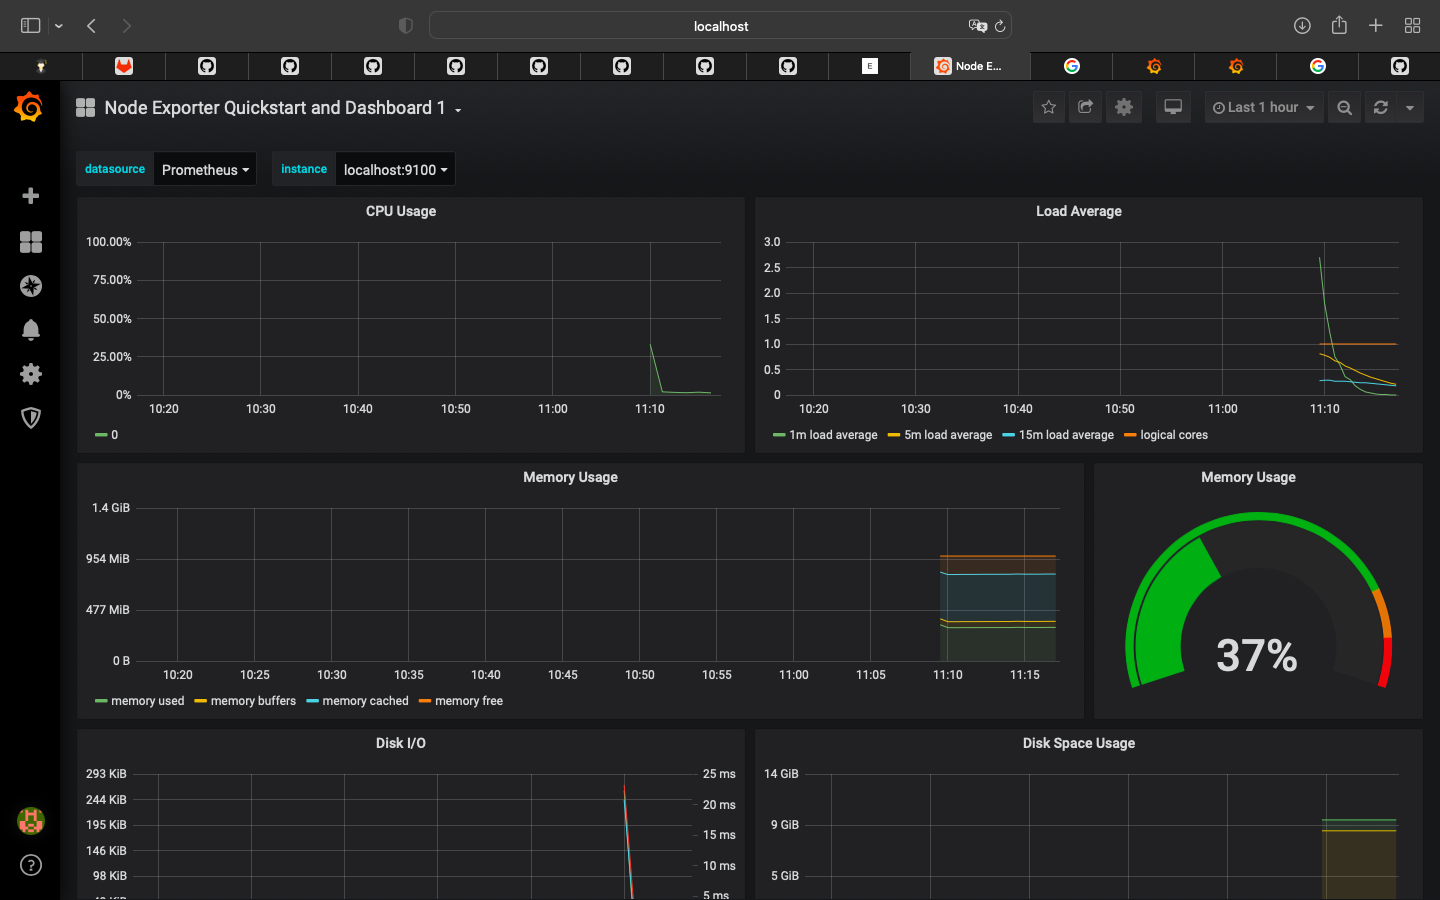 localhost
E
Node E...
Node Exporter Quickstart and Dashboard 1
Last 1 hour
datasource Prometheus instance localhost:9100
CPU Usage
100.00%
75.00%
50.00%
25.00%
0%
10:20 10:30 10:40 10:50 11:00 11:10
0
Load Average
3.0
2.5
2.0
1.5
1.0
0.5
0
10:20 10:30 10:40 10:50 11:00 11:10
1m load average 5m load average 15m load average logical cores
Memory Usage
1.4 GiB
954 MiB
477 MiB
0 B
10:20 10:25 10:30 10:35 10:40 10:45 10:50 10:55 11:00 11:05 11:10 11:15
memory used memory buffers memory cached memory free
Memory Usage
37%
Disk I/O
293 KiB
244 KiB
195 KiB
146 KiB
98 KiB
25 ms
20 ms
15 ms
10 ms
5 ms
Disk Space Usage
14 GiB
9 GiB
5 GiB